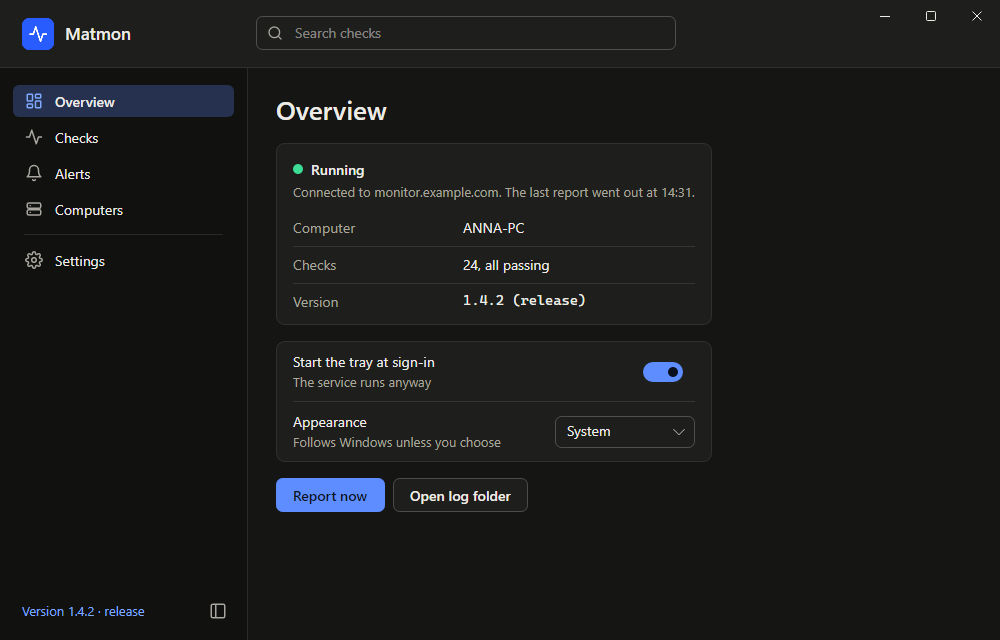 Matmon
Search checks
Overview
Checks
Alerts
Computers
Settings
Version 1.4.2 · release
Overview
Running
Connected to monitor.example.com. The last report went out at 14:31.
Computer ANNA-PC
Checks 24, all passing
Version 1.4.2 (release)
Start the tray at sign-in
The service runs anyway
Appearance
Follows Windows unless you choose
System
Report now
Open log folder